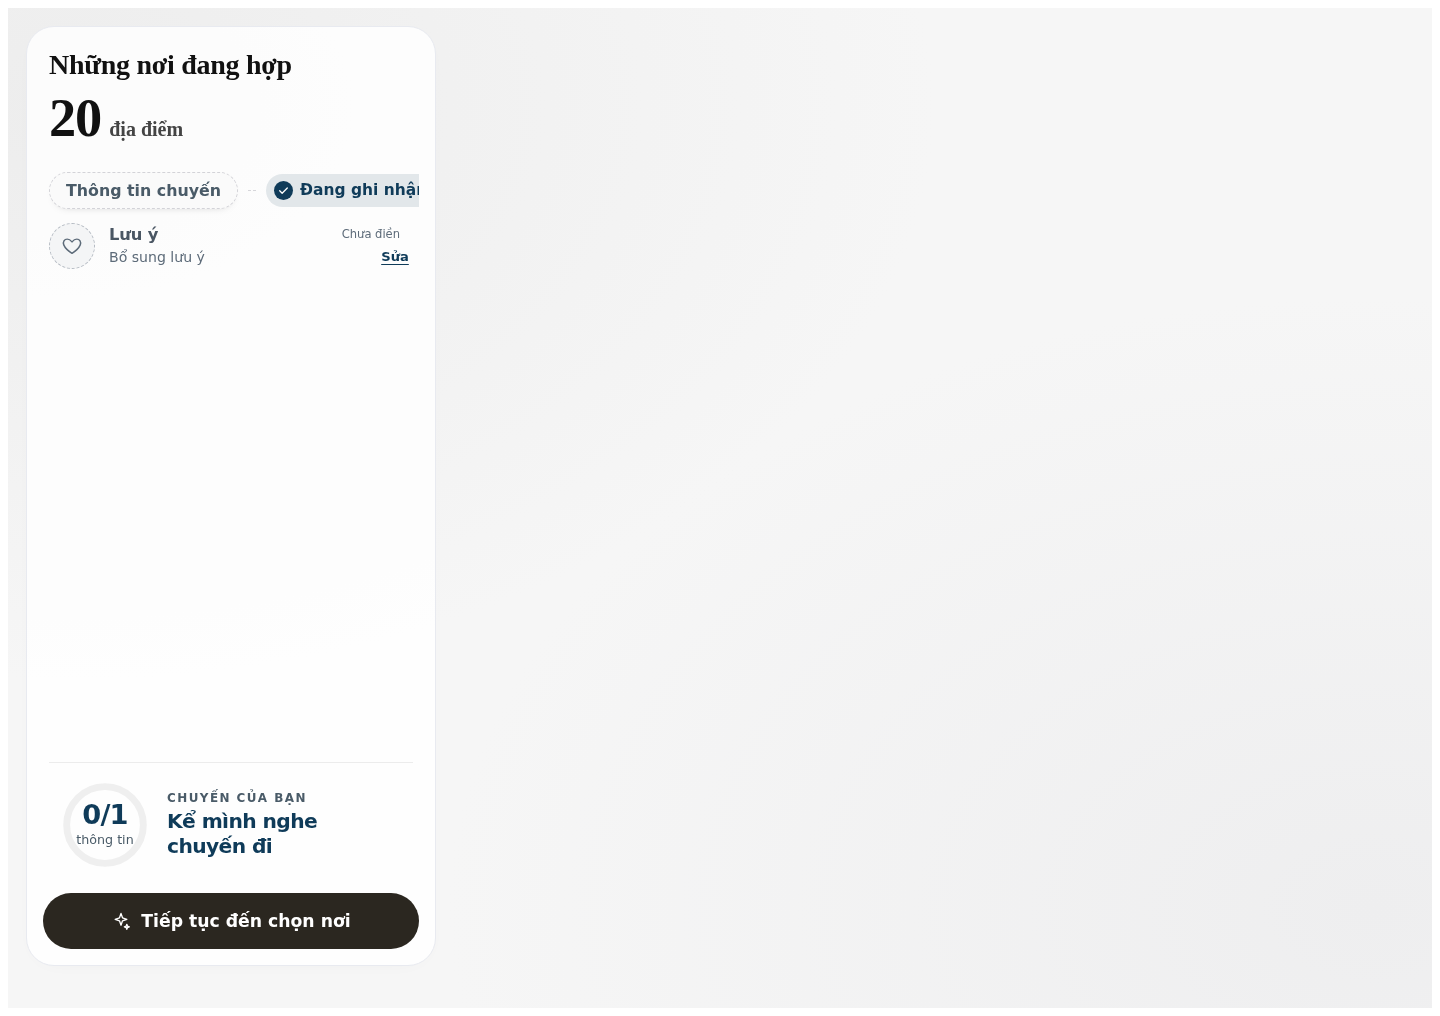 Những nơi đang hợp
20 địa điểm
Thông tin chuyến
Đang ghi nhận
Lưu ý
Chưa điền
Bổ sung lưu ý
Sửa
0/1
thông tin
CHUYẾN CỦA BẠN
Kể mình nghe
chuyến đi
Tiếp tục đến chọn nơi